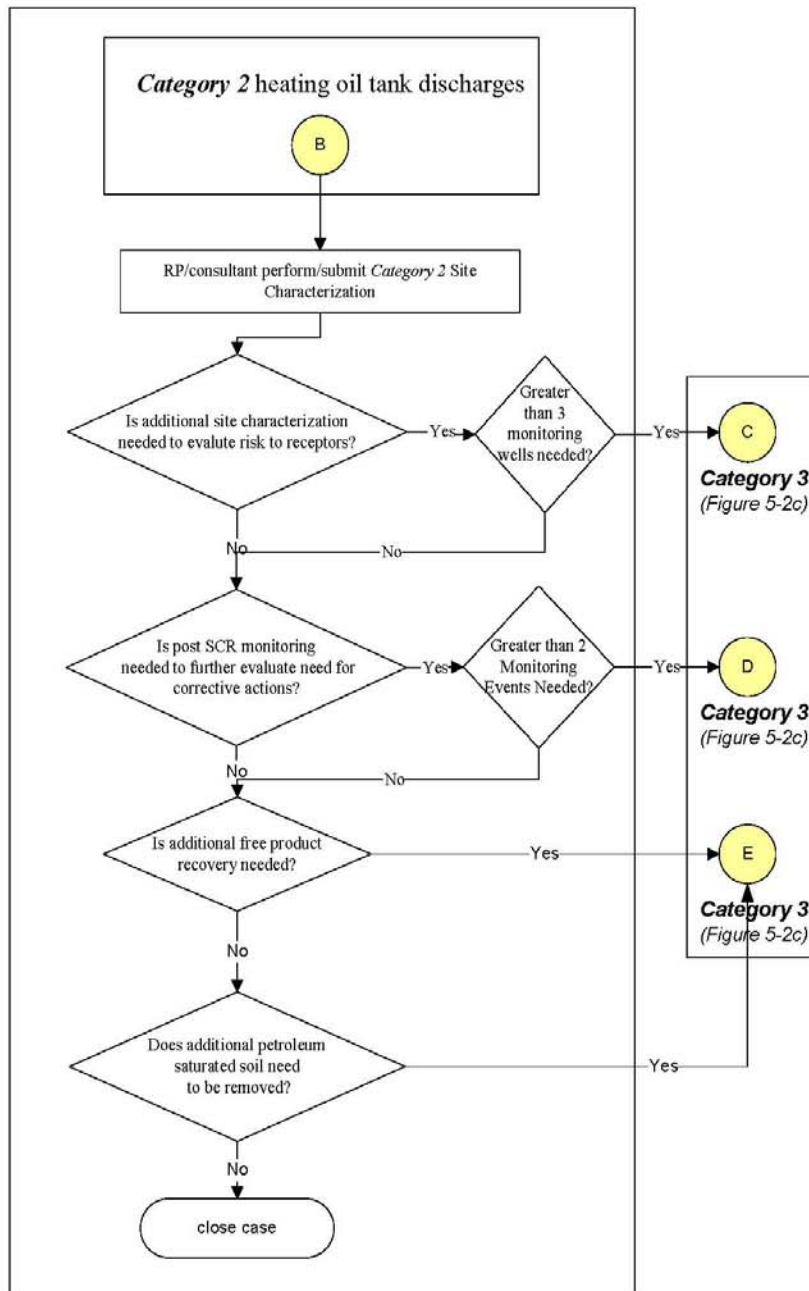 Category 2 heating oil tank discharges
B
RP/consultant perform/submit Category 2 Site
Characterization
Is additional site characterization
needed to evalute risk to receptors?
Yes
Greater
than 3
monitoring
wells needed?
Yes
C
Category 3
(Figure 5-2c)
No
No
Is post SCR monitoring
needed to further evaluate need for
corrective actions?
Yes
Greater than 2
Monitoring
Events Needed?
Yes
D
Category 3
(Figure 5-2c)
No
No
Is additional free product
recovery needed?
Yes
E
Category 3
(Figure 5-2c)
No
Does additional petroleum
saturated soil need
to be removed?
Yes
No
close case